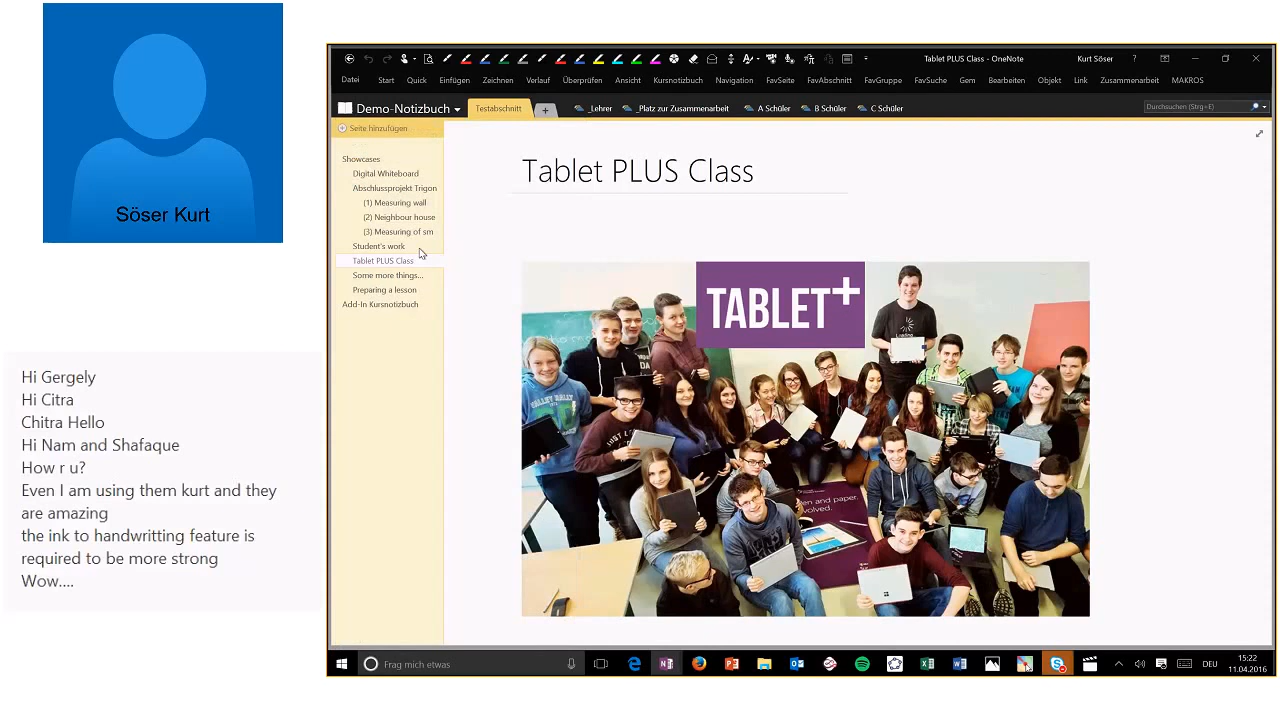 Söser Kurt
Hi Gergely
Hi Citra
Chitra Hello
Hi Nam and Shafaque
How r u?
Even I am using them kurt and they
are amazing
the ink to handwritting feature is
required to be more strong
Wow....
Tablet PLUS Class - OneNote
Kurt Söser
?
Datei Start Quick Einfügen Zeichnen Verlauf Überprüfen Ansicht Kursnotizbuch Navigation FavSeite FavAbschnitt FavGruppe FavSuche Gem Bearbeiten Objekt Link Zusammenarbeit MAKROS
Demo-Notizbuch Testabschnitt + _Lehrer _Platz zur Zusammenarbeit A Schüler B Schüler C Schüler Durchsuchen (Strg+E)
Seite hinzufügen
Showcases
Digital Whiteboard
Abschlussprojekt Trigon
(1) Measuring wall
(2) Neighbour house
(3) Measuring of sm
Student's work
Tablet PLUS Class
Some more things...
Preparing a lesson
Add-In Kursnotizbuch
Tablet PLUS Class
TABLET+
Loading
en and paper,
volved.
Frag mich etwas
DEU
15:22
11.04.2016